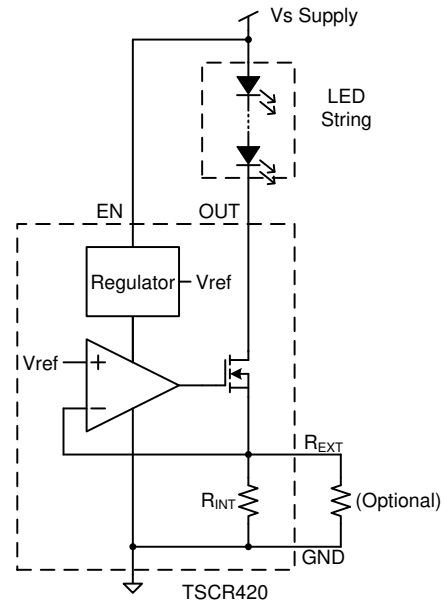 Vs Supply
LED
String
EN
OUT
Regulator
Vref
Vref
+
−
R_EXT
R_INT
(Optional)
GND
TSCR420